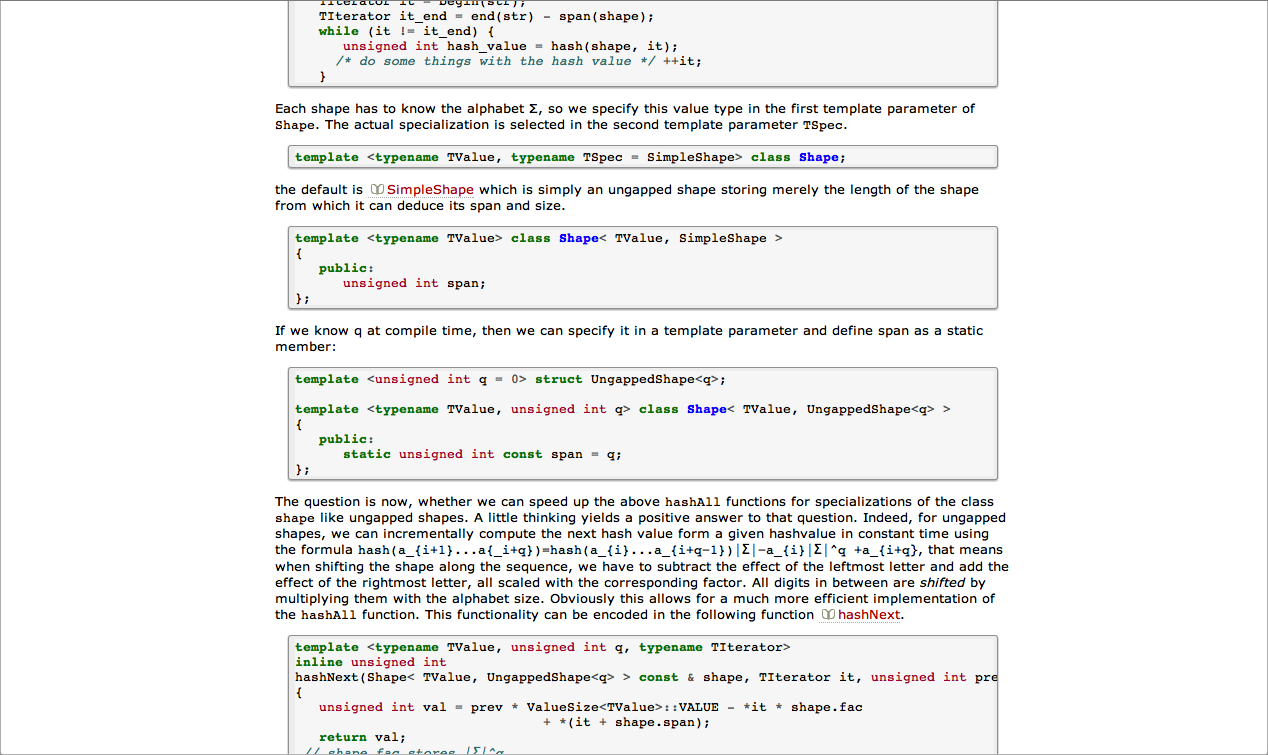 TIterator it = begin(str);
TIterator it_end = end(str) - span(shape);
while (it != it_end) {
unsigned int hash_value = hash(shape, it);
/* do some things with the hash value */ ++it;
}
Each shape has to know the alphabet Σ, so we specify this value type in the first template parameter of
Shape. The actual specialization is selected in the second template parameter TSpec.
template <typename TValue, typename TSpec = SimpleShape> class Shape;
the default is SimpleShape which is simply an ungapped shape storing merely the length of the shape
from which it can deduce its span and size.
template <typename TValue> class Shape< TValue, SimpleShape >
{
public:
unsigned int span;
};
If we know q at compile time, then we can specify it in a template parameter and define span as a static
member:
template <unsigned int q = 0> struct UngappedShape<q>;
template <typename TValue, unsigned int q> class Shape< TValue, UngappedShape<q> >
{
public:
static unsigned int const span = q;
};
The question is now, whether we can speed up the above hashAll functions for specializations of the class
shape like ungapped shapes. A little thinking yields a positive answer to that question. Indeed, for ungapped
shapes, we can incrementally compute the next hash value form a given hashvalue in constant time using
the formula hash(a_{i+1}...a{_i+q})=hash(a_{i}...a_{i+q-1})|Σ|-a_{i}|Σ|^q +a_{i+q}, that means
when shifting the shape along the sequence, we have to subtract the effect of the leftmost letter and add the
effect of the rightmost letter, all scaled with the corresponding factor. All digits in between are shifted by
multiplying them with the alphabet size. Obviously this allows for a much more efficient implementation of
the hashAll function. This functionality can be encoded in the following function hashNext.
template <typename TValue, unsigned int q, typename TIterator>
inline unsigned int
hashNext(Shape< TValue, UngappedShape<q> > const & shape, TIterator it, unsigned int pre
{
unsigned int val = prev * ValueSize<TValue>::VALUE - *it * shape.fac
+ *(it + shape.span);
return val;
// shape.fac stores |Σ|^q